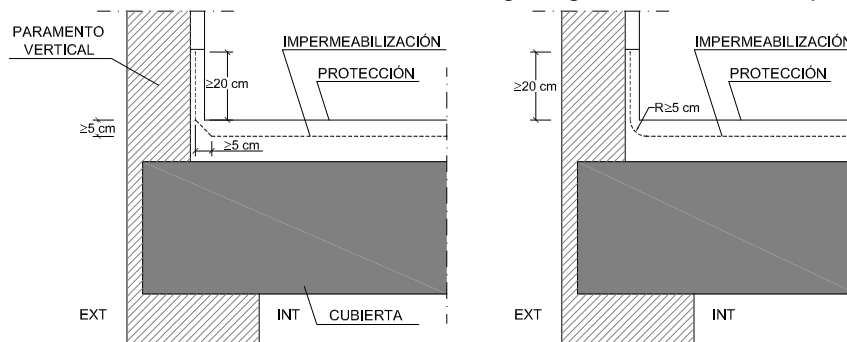 PARAMENTO
VERTICAL
IMPERMEABILIZACIÓN
PROTECCIÓN
≥20 cm
≥5 cm
≥5 cm
EXT
INT
CUBIERTA
IMPERMEABILIZACIÓN
PROTECCIÓN
≥20 cm
R≥5 cm
EXT
INT